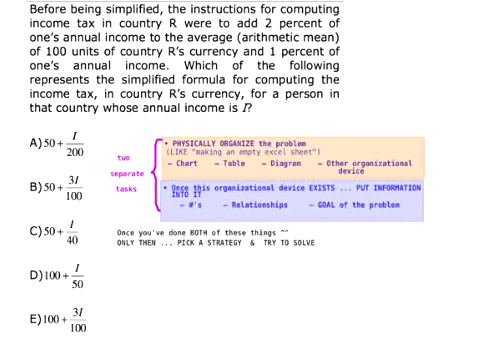 Before being simplified, the instructions for computing
income tax in country R were to add 2 percent of
one's annual income to the average (arithmetic mean)
of 100 units of country R's currency and 1 percent of
one's annual income. Which of the following
represents the simplified formula for computing the
income tax, in country R's currency, for a person in
that country whose annual income is I?
A) 50 + I/200
B) 50 + 3I/100
C) 50 + I/40
D) 100 + I/50
E) 100 + 3I/100
two
separate
tasks
• PHYSICALLY ORGANIZE the problem
(LIKE "making an empty excel sheet")
– Chart – Table – Diagram – Other organizational
device
• Once this organizational device EXISTS ... PUT INFORMATION
INTO IT
– #'s – Relationships – GOAL of the problem
Once you've done BOTH of these things ^^
ONLY THEN ... PICK A STRATEGY & TRY TO SOLVE